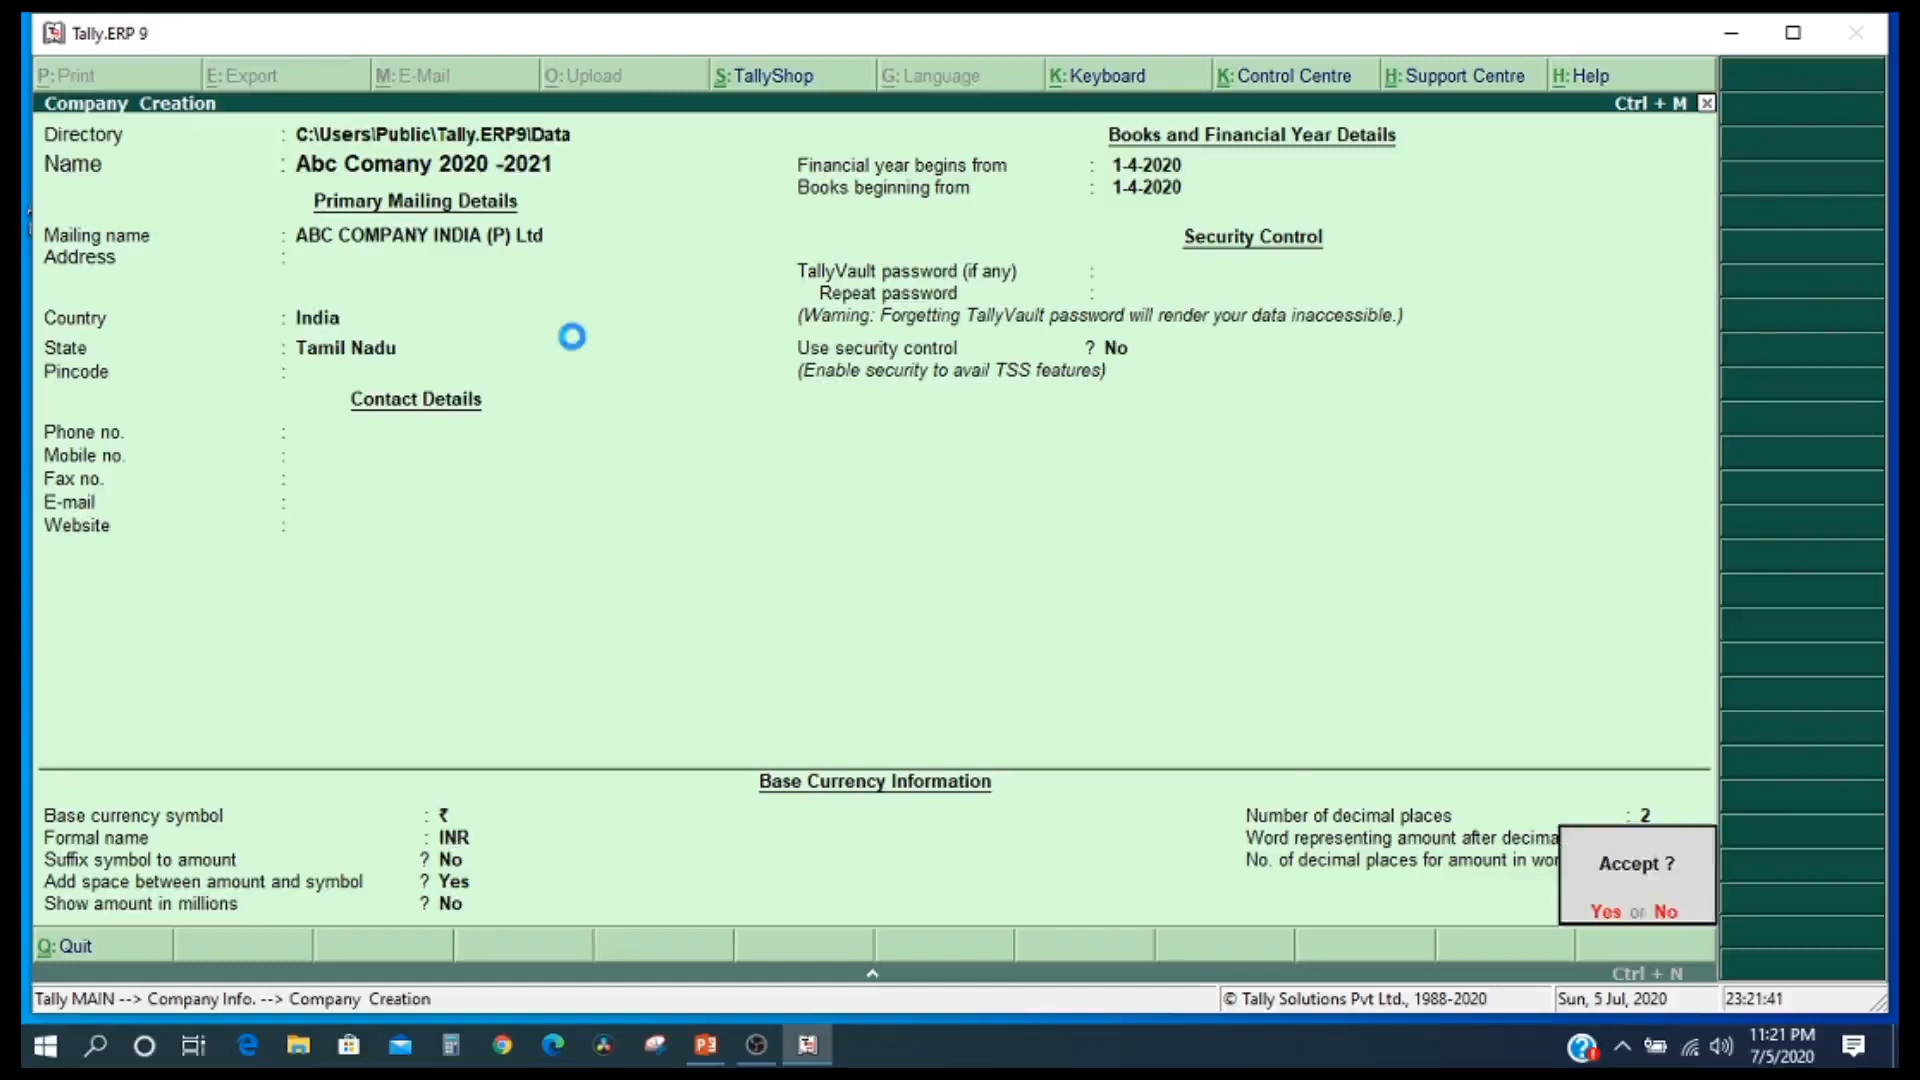 Tally.ERP 9
P: Print E: Export M: E-Mail O: Upload S: TallyShop G: Language K: Keyboard K: Control Centre H: Support Centre H: Help
Company Creation Ctrl + M
Directory : C:\Users\Public\Tally.ERP9\Data
Name : Abc Comany 2020 -2021
Primary Mailing Details
Mailing name : ABC COMPANY INDIA (P) Ltd
Address :
Country : India
State : Tamil Nadu
Pincode :
Contact Details
Phone no. :
Mobile no. :
Fax no. :
E-mail :
Website :
Books and Financial Year Details
Financial year begins from : 1-4-2020
Books beginning from : 1-4-2020
Security Control
TallyVault password (if any) :
Repeat password :
(Warning: Forgetting TallyVault password will render your data inaccessible.)
Use security control ? No
(Enable security to avail TSS features)
Base Currency Information
Base currency symbol : ₹
Formal name : INR
Suffix symbol to amount ? No
Add space between amount and symbol ? Yes
Show amount in millions ? No
Number of decimal places : 2
Word representing amount after decima
No. of decimal places for amount in wor
Accept ?
Yes or No
Q: Quit
Ctrl + N
Tally MAIN --> Company Info. --> Company Creation © Tally Solutions Pvt Ltd., 1988-2020 Sun, 5 Jul, 2020 23:21:41
11:21 PM
7/5/2020